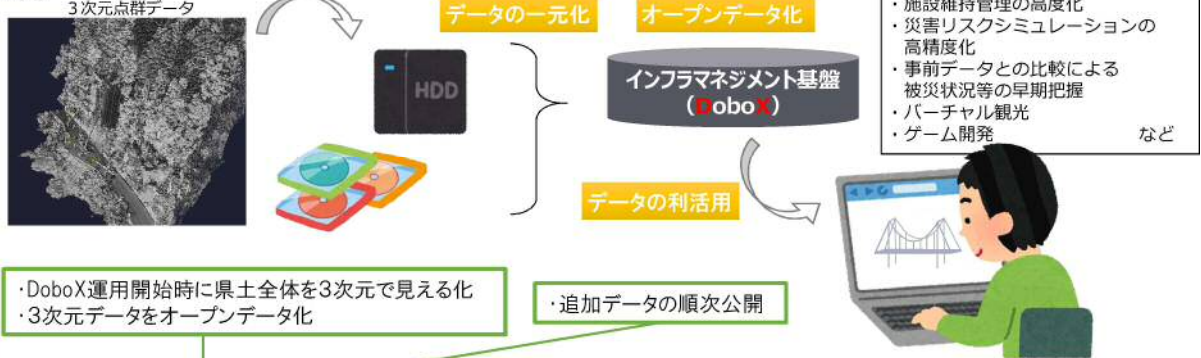 3次元点群データ
データの一元化
オープンデータ化
HDD
インフラマネジメント基盤
(DoboX)
データの利活用
・施設維持管理の高度化
・災害リスクシミュレーションの
高精度化
・事前データとの比較による
被災状況等の早期把握
・バーチャル観光
・ゲーム開発 など
・DoboX運用開始時に県土全体を3次元で見える化
・3次元データをオープンデータ化
・追加データの順次公開